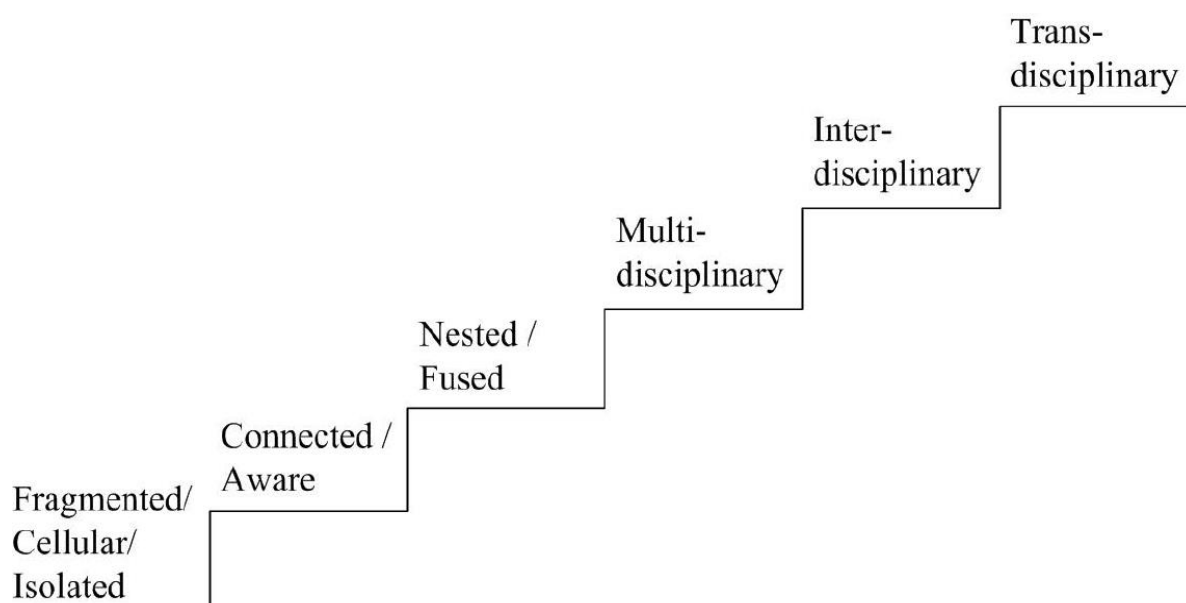 Trans-
disciplinary
Inter-
disciplinary
Multi-
disciplinary
Nested /
Fused
Connected /
Aware
Fragmented/
Cellular/
Isolated